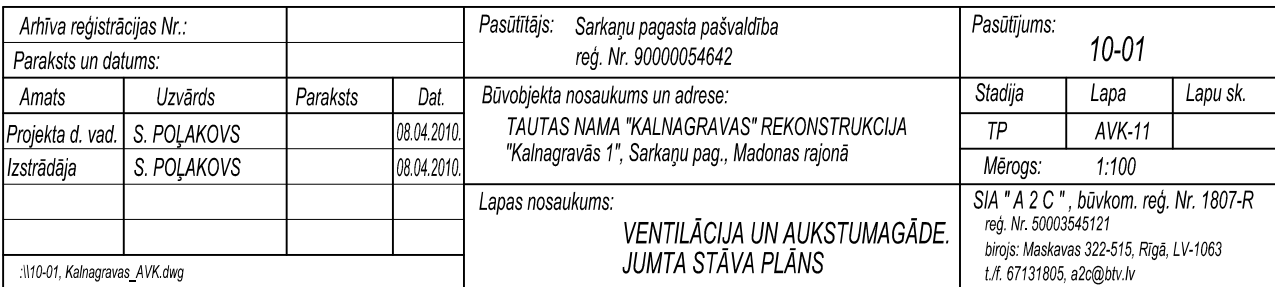 Arhīva reģistrācijas Nr.:
Paraksts un datums:
Amats Uzvārds Paraksts Dat.
Projekta d. vad. S. POĻAKOVS 08.04.2010.
Izstrādāja S. POĻAKOVS 08.04.2010.
:\\10-01, Kalnagravas_AVK.dwg
Pasūtītājs: Sarkaņu pagasta pašvaldība
reģ. Nr. 90000054642
Būvobjekta nosaukums un adrese:
TAUTAS NAMA "KALNAGRAVAS" REKONSTRUKCIJA
"Kalnagravās 1", Sarkaņu pag., Madonas rajonā
Lapas nosaukums:
VENTILĀCIJA UN AUKSTUMAGĀDE.
JUMTA STĀVA PLĀNS
Pasūtījums:
10-01
Stadija Lapa Lapu sk.
TP AVK-11
Mērogs: 1:100
SIA " A 2 C " , būvkom. reģ. Nr. 1807-R
reģ. Nr. 50003545121
birojs: Maskavas 322-515, Rīgā, LV-1063
t./f. 67131805, a2c@btv.lv